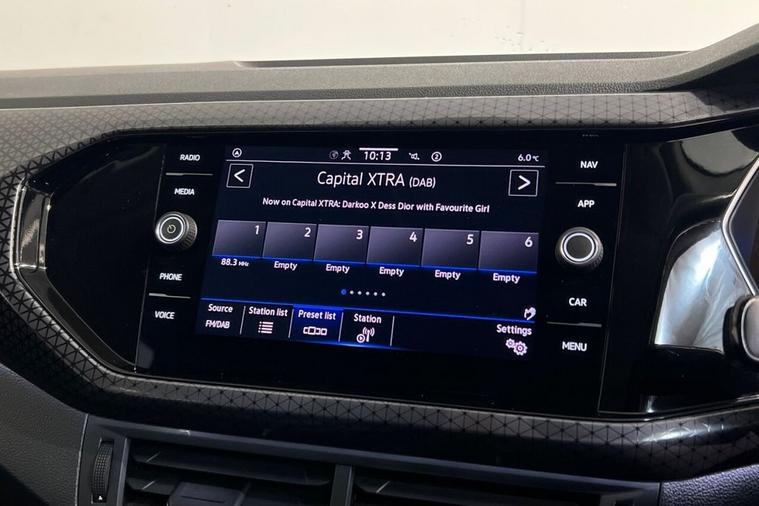 RADIO
MEDIA
PHONE
VOICE
10:13
2
6.0 °C
< Capital XTRA (DAB) >
Now on Capital XTRA: Darkoo X Dess Dior with Favourite Girl
1 2 3 4 5 6
88.3 MHz Empty Empty Empty Empty Empty
Source Station list Preset list Station Settings
FM/DAB
NAV
APP
CAR
MENU